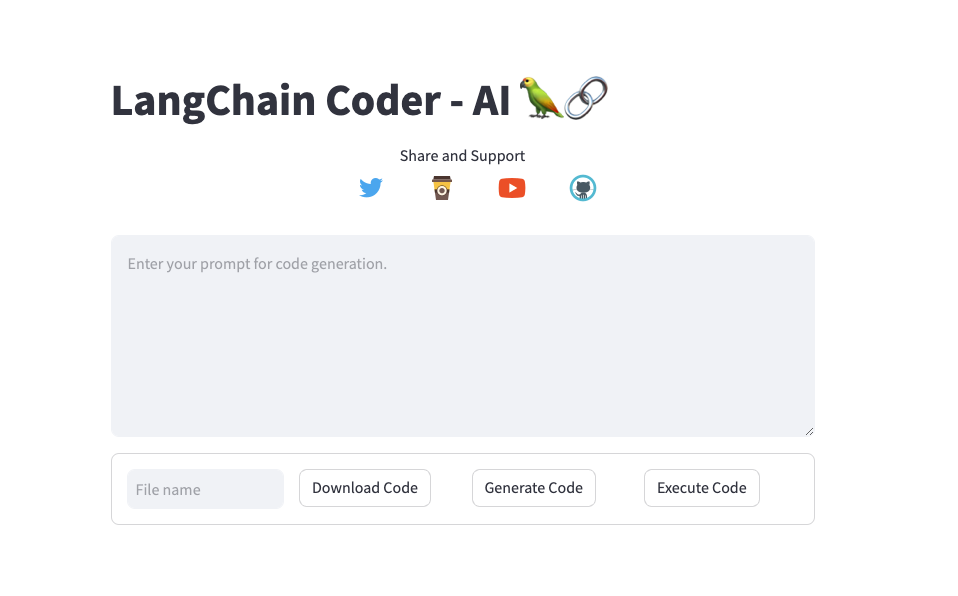 LangChain Coder - AI 🦜🔗
Share and Support
Enter your prompt for code generation.
File name Download Code Generate Code Execute Code